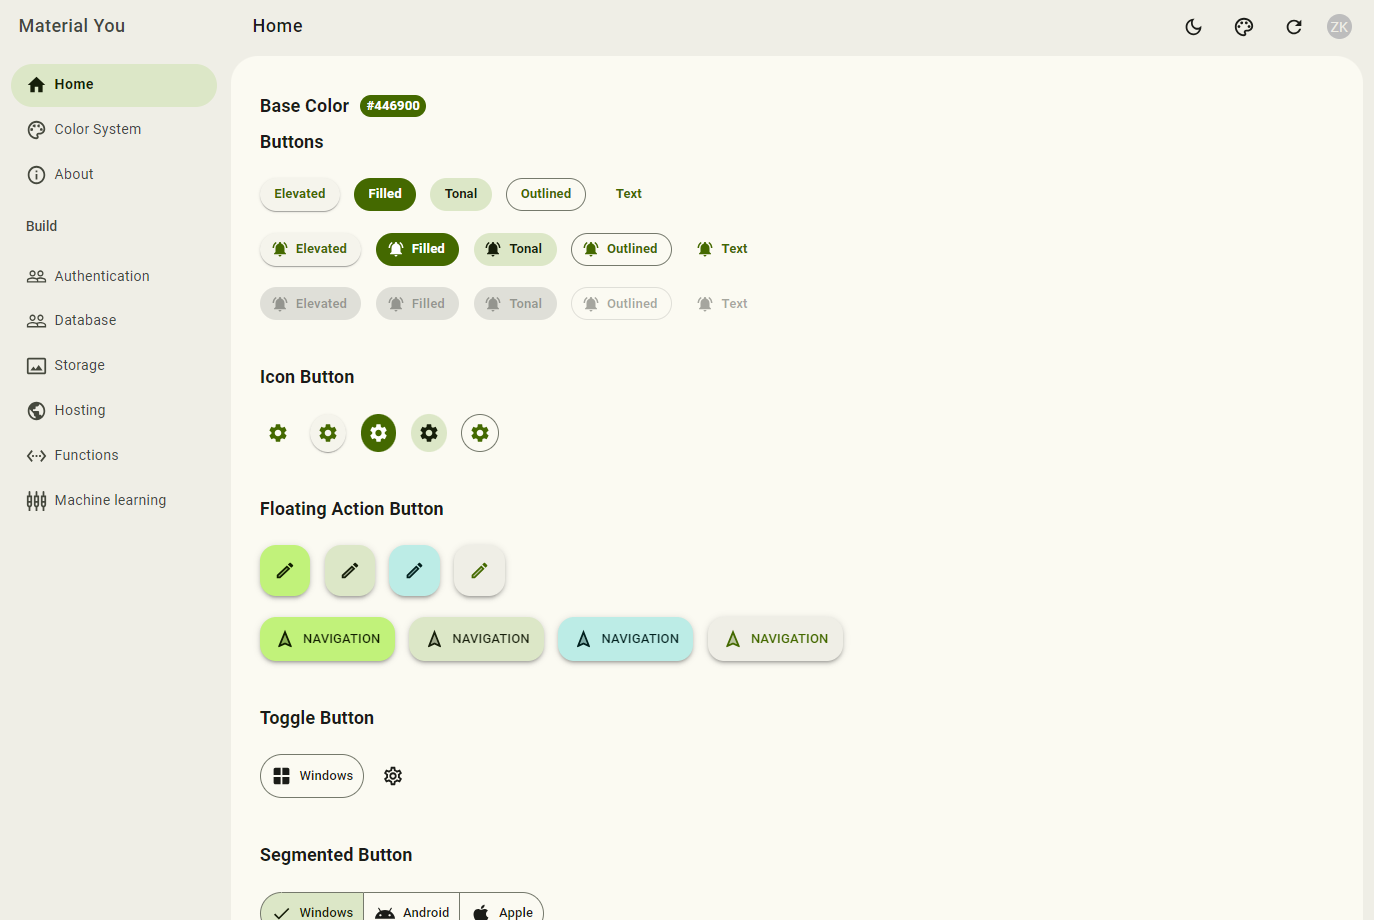 Material You
Home
ZK
Home
Color System
About
Build
Authentication
Database
Storage
Hosting
Functions
Machine learning
Base Color #446900
Buttons
Elevated Filled Tonal Outlined Text
Elevated Filled Tonal Outlined Text
Elevated Filled Tonal Outlined Text
Icon Button
Floating Action Button
NAVIGATION NAVIGATION NAVIGATION NAVIGATION
Toggle Button
Windows
Segmented Button
Windows Android Apple